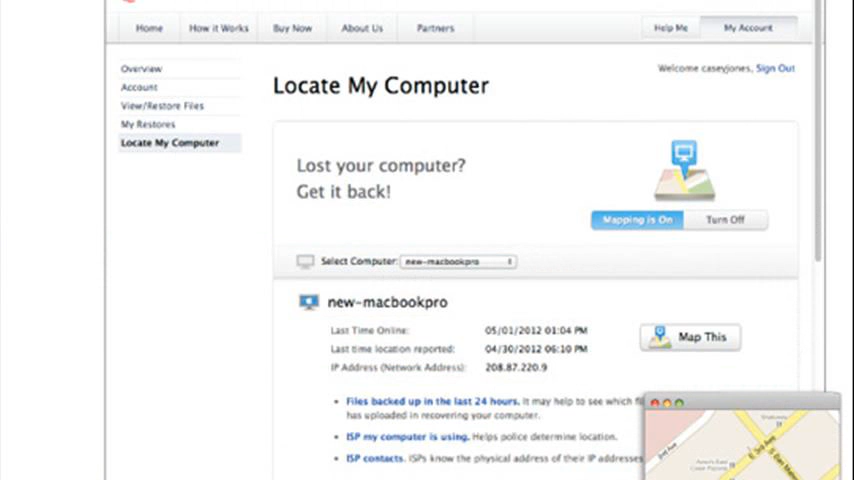 Home How it Works Buy Now About Us Partners Help Me My Account
Welcome caseyjones, Sign Out
Overview
Account
View/Restore Files
My Restores
Locate My Computer
Locate My Computer
Lost your computer?
Get it back!
Mapping is On Turn Off
Select Computer: new-macbookpro
new-macbookpro
Last Time Online: 05/01/2012 01:04 PM
Last time location reported: 04/30/2012 06:10 PM
IP Address (Network Address): 208.87.220.9
Map This
Files backed up in the last 24 hours. It may help to see which
has uploaded in recovering your computer.
ISP my computer is using. Helps police determine location.
ISP contacts. ISPs know the physical address of their IP addresses
E 3rd Ave